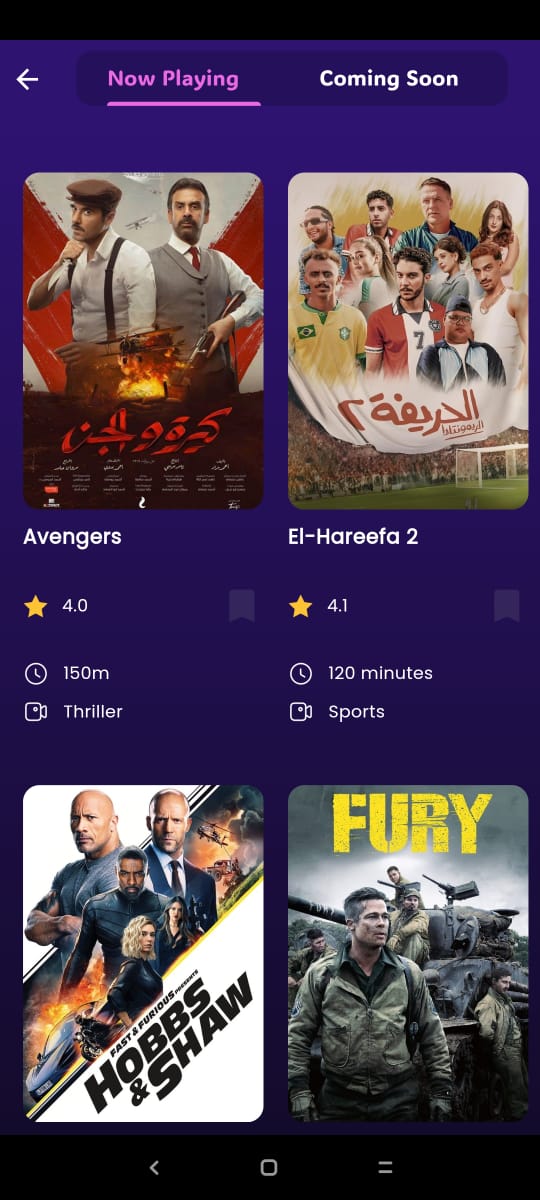 Now Playing
Coming Soon
كيرة والجن
الحريفة ٢
الريمونتادا
7
Avengers
El-Hareefa 2
4.0
4.1
150m
120 minutes
Thriller
Sports
FAST & FURIOUS PRESENTS
HOBBS
& SHAW
FURY